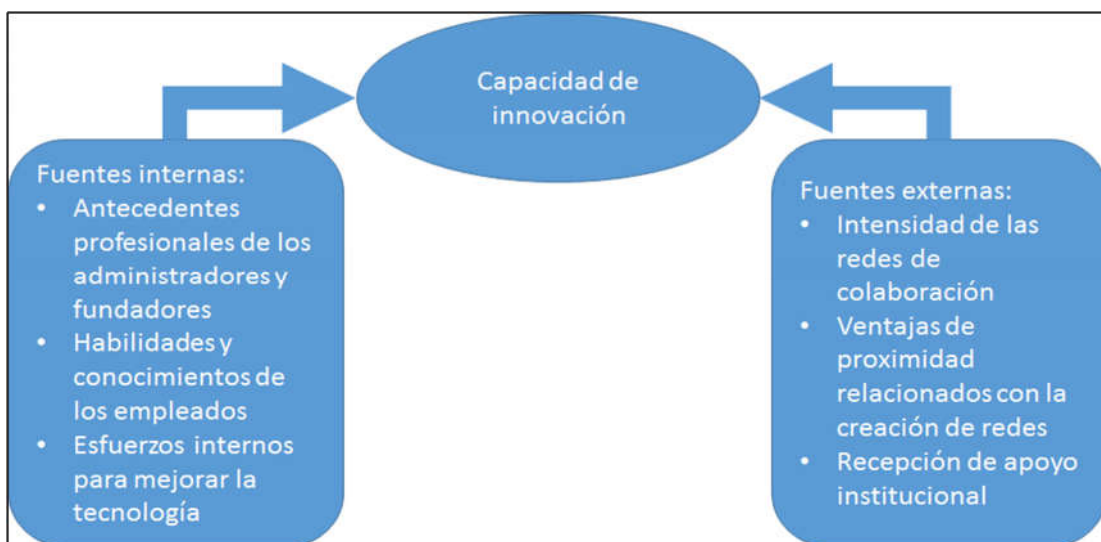 Capacidad de
innovación
Fuentes internas:
• Antecedentes
profesionales de los
administradores y
fundadores
• Habilidades y
conocimientos de
los empleados
• Esfuerzos internos
para mejorar la
tecnología
Fuentes externas:
• Intensidad de las
redes de
colaboración
• Ventajas de
proximidad
relacionados con la
creación de redes
• Recepción de apoyo
institucional